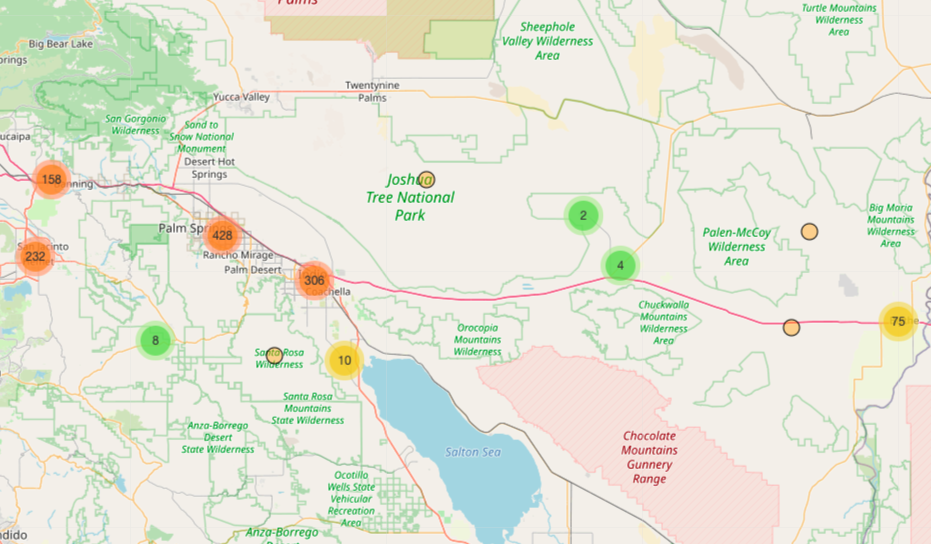 Palms
Turtle Mountains
Wilderness
Area
Big Bear Lake
prings
Sheephole
Valley Wilderness
Area
Twentynine
Palms
Yucca Valley
San Gorgonio
Wilderness
Sand to
Snow National
Monument
ucaipa
Desert Hot
Springs
158
nning
Joshua
Tree National
Park
2
Big Maria
Mountains
Wilderness
Area
Palm Spr
428
Palen-McCoy
Wilderness
Area
San Jacinto
232
Rancho Mirage
Palm Desert
4
306
Coachella
Chuckwalla
Mountains
Wilderness
Area
75
e
Orocopia
Mountains
Wilderness
8
Santa Rosa
Wilderness
10
Santa Rosa
Mountains
State Wilderness
Anza-Borrego
Desert
State Wilderness
Chocolate
Mountains
Gunnery
Range
Salton Sea
Ocotillo
Wells State
Vehicular
Recreation
Area
Anza-Borrego
ndido